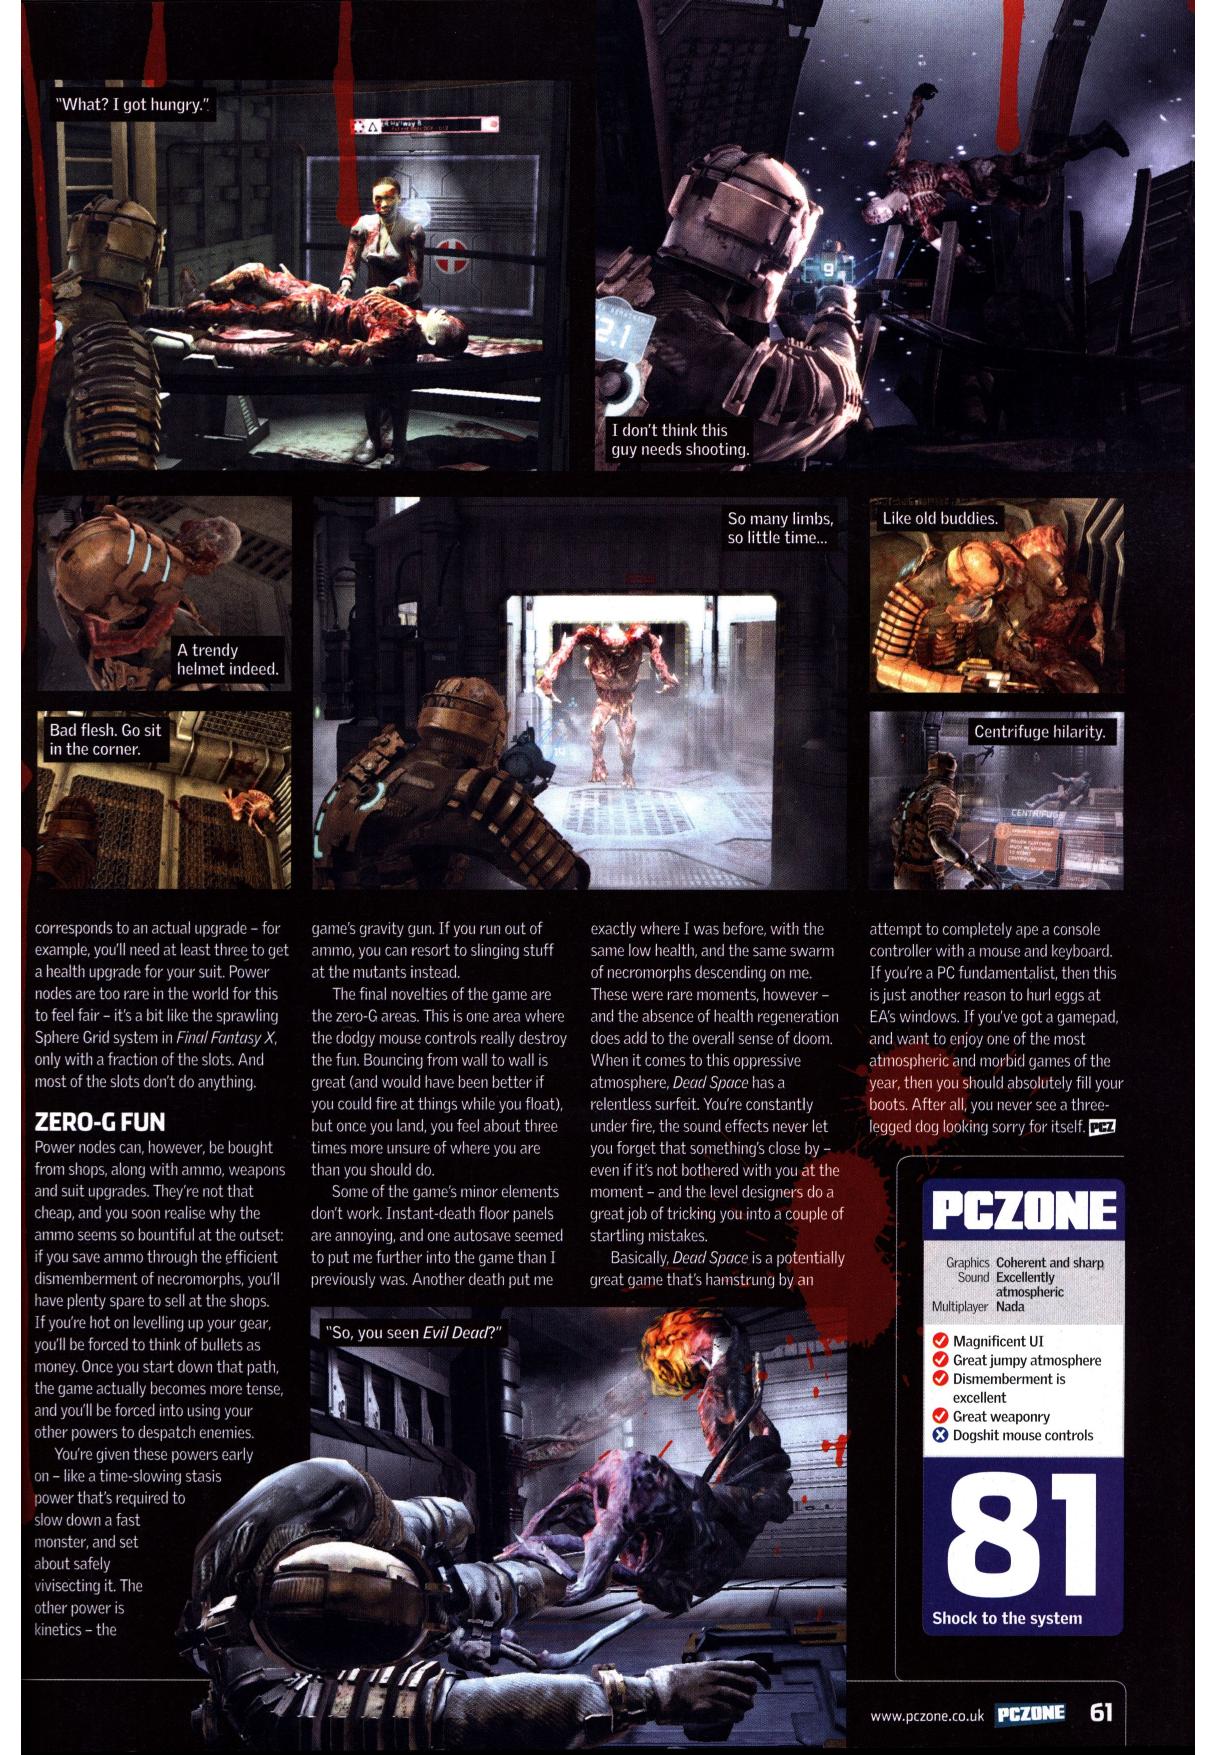 "What? I got hungry."
I don't think this
guy needs shooting.
9
2.1
A trendy
helmet indeed.
So many limbs,
so little time...
Like old buddies.
Bad flesh. Go sit
in the corner.
Centrifuge hilarity.
corresponds to an actual upgrade – for
example, you'll need at least three to get
a health upgrade for your suit. Power
nodes are too rare in the world for this
to feel fair – it's a bit like the sprawling
Sphere Grid system in Final Fantasy X,
only with a fraction of the slots. And
most of the slots don't do anything.
ZERO-G FUN
Power nodes can, however, be bought
from shops, along with ammo, weapons
and suit upgrades. They're not that
cheap, and you soon realise why the
ammo seems so bountiful at the outset:
if you save ammo through the efficient
dismemberment of necromorphs, you'll
have plenty spare to sell at the shops.
If you're hot on levelling up your gear,
you'll be forced to think of bullets as
money. Once you start down that path,
the game actually becomes more tense,
and you'll be forced into using your
other powers to despatch enemies.
You're given these powers early
on – like a time-slowing stasis
power that's required to
slow down a fast
monster, and set
about safely
vivisecting it. The
other power is
kinetics – the
game's gravity gun. If you run out of
ammo, you can resort to slinging stuff
at the mutants instead.
The final novelties of the game are
the zero-G areas. This is one area where
the dodgy mouse controls really destroy
the fun. Bouncing from wall to wall is
great (and would have been better if
you could fire at things while you float),
but once you land, you feel about three
times more unsure of where you are
than you should do.
Some of the game's minor elements
don't work. Instant-death floor panels
are annoying, and one autosave seemed
to put me further into the game than I
previously was. Another death put me
exactly where I was before, with the
same low health, and the same swarm
of necromorphs descending on me.
These were rare moments, however –
and the absence of health regeneration
does add to the overall sense of doom.
When it comes to this oppressive
atmosphere, Dead Space has a
relentless surfeit. You're constantly
under fire, the sound effects never let
you forget that something's close by –
even if it's not bothered with you at the
moment – and the level designers do a
great job of tricking you into a couple of
startling mistakes.
Basically, Dead Space is a potentially
great game that's hamstrung by an
attempt to completely ape a console
controller with a mouse and keyboard.
If you're a PC fundamentalist, then this
is just another reason to hurl eggs at
EA's windows. If you've got a gamepad,
and want to enjoy one of the most
atmospheric and morbid games of the
year, then you should absolutely fill your
boots. After all, you never see a three-
legged dog looking sorry for itself. PCZ
"So, you seen Evil Dead?"
PCZONE
Graphics Coherent and sharp
Sound Excellently
atmospheric
Multiplayer Nada
Magnificent UI
Great jumpy atmosphere
Dismemberment is
excellent
Great weaponry
Dogshit mouse controls
81
Shock to the system
www.pczone.co.uk PCZONE 61